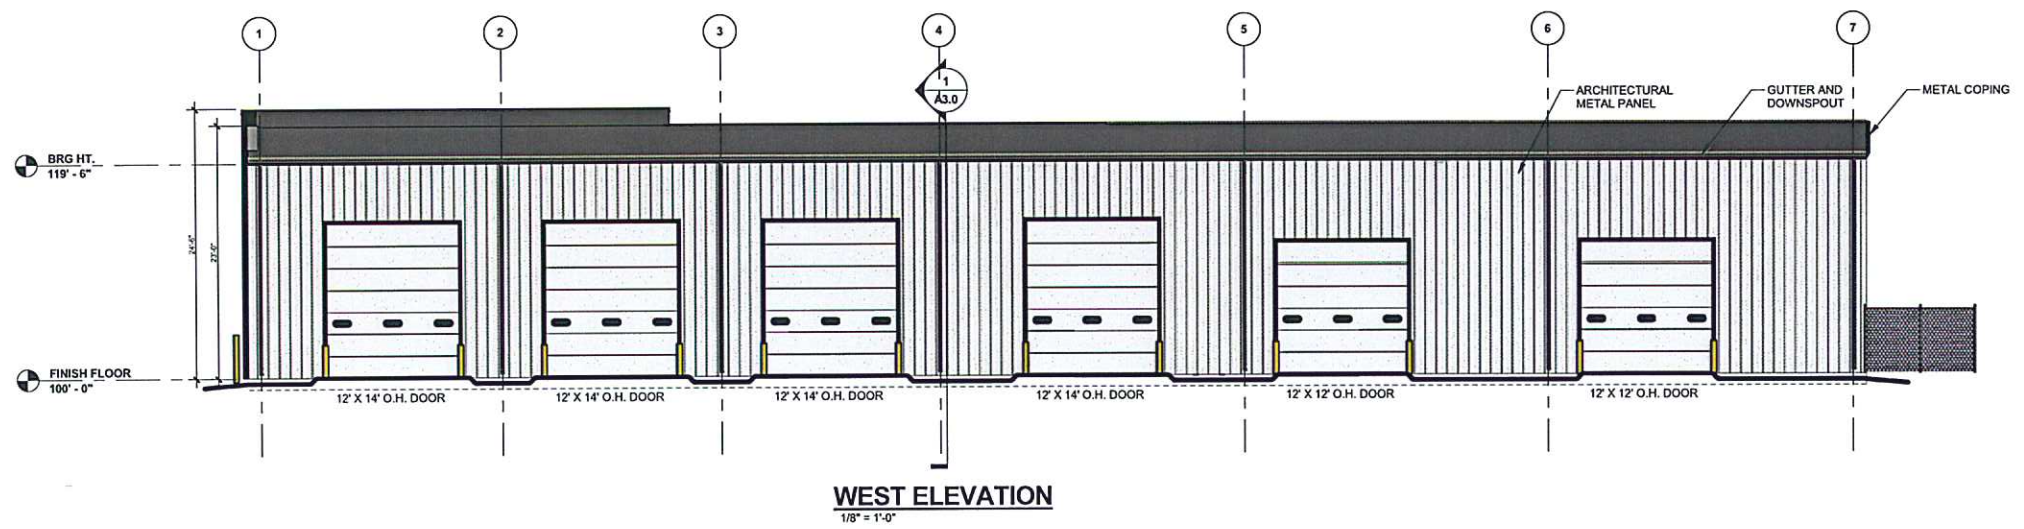 1
2
3
4
5
6
7
1
A3.0
ARCHITECTURAL
METAL PANEL
GUTTER AND
DOWNSPOUT
METAL COPING
BRG HT.
119' - 6"
24'-6"
FINISH FLOOR
100' - 0"
12' X 14' O.H. DOOR
12' X 14' O.H. DOOR
12' X 14' O.H. DOOR
12' X 14' O.H. DOOR
12' X 12' O.H. DOOR
12' X 12' O.H. DOOR
WEST ELEVATION
1/8" = 1'-0"